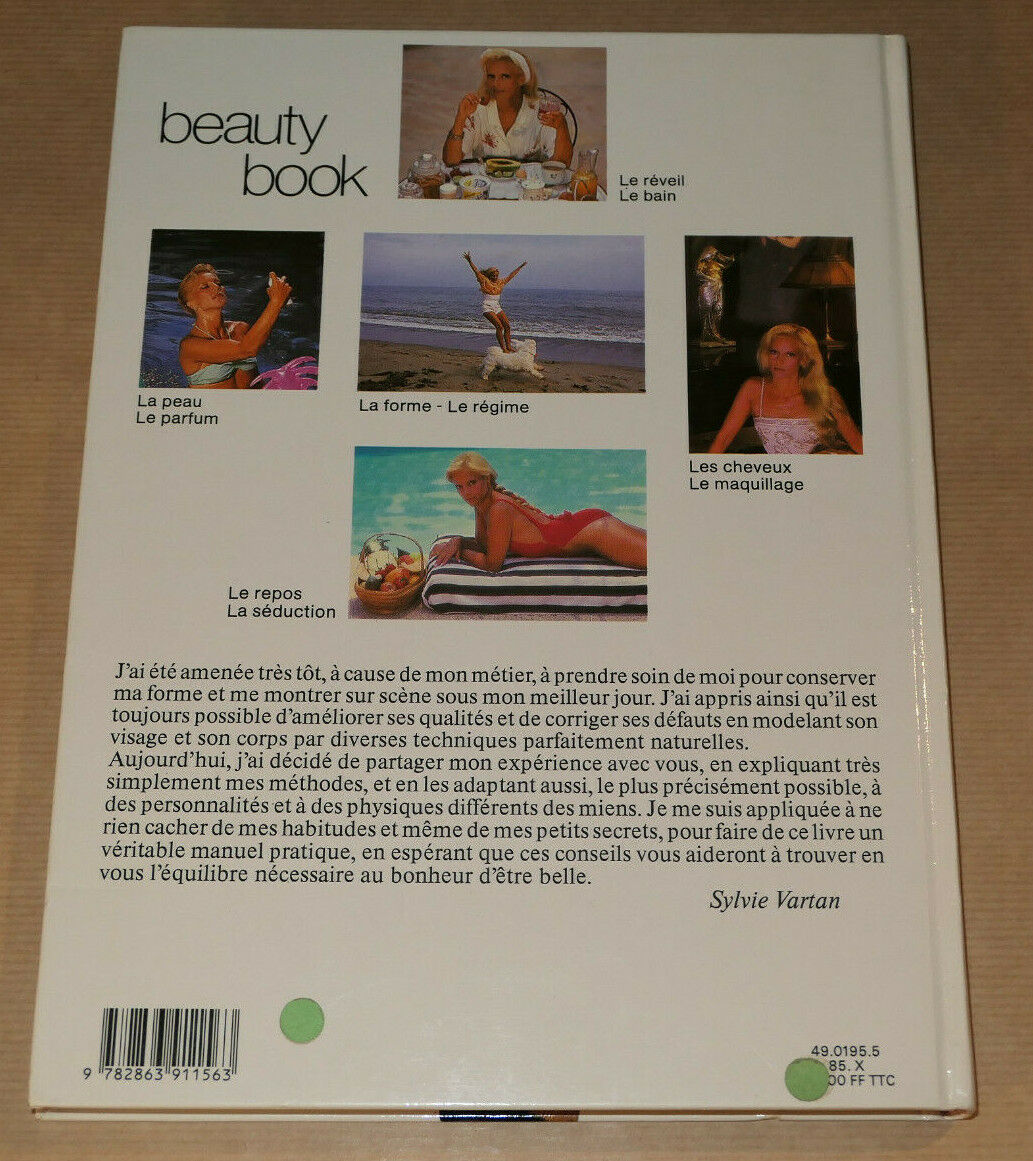 beauty
book
Le réveil
Le bain
La peau
Le parfum
La forme - Le régime
Les cheveux
Le maquillage
Le repos
La séduction
J'ai été amenée très tôt, à cause de mon métier, à prendre soin de moi pour conserver
ma forme et me montrer sur scène sous mon meilleur jour. J'ai appris ainsi qu'il est
toujours possible d'améliorer ses qualités et de corriger ses défauts en modelant son
visage et son corps par diverses techniques parfaitement naturelles.
Aujourd'hui, j'ai décidé de partager mon expérience avec vous, en expliquant très
simplement mes méthodes, et en les adaptant aussi, le plus précisément possible, à
des personnalités et à des physiques différents des miens. Je me suis appliquée à ne
rien cacher de mes habitudes et même de mes petits secrets, pour faire de ce livre un
véritable manuel pratique, en espérant que ces conseils vous aideront à trouver en
vous l'équilibre nécessaire au bonheur d'être belle.
Sylvie Vartan
9 782863 911563
49.0195.5
85. X
00 FF TTC